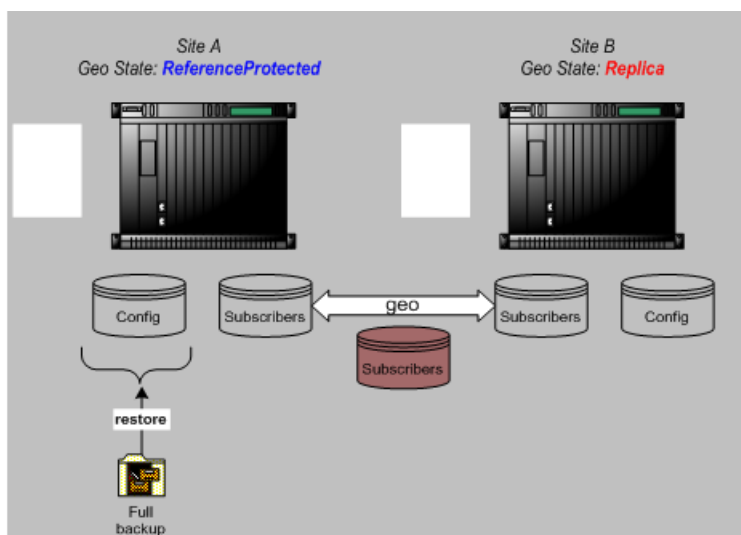 Site A
Geo State: ReferenceProtected
Site B
Geo State: Replica
Config
Subscribers
geo
Subscribers
Config
Subscribers
restore
Full
backup